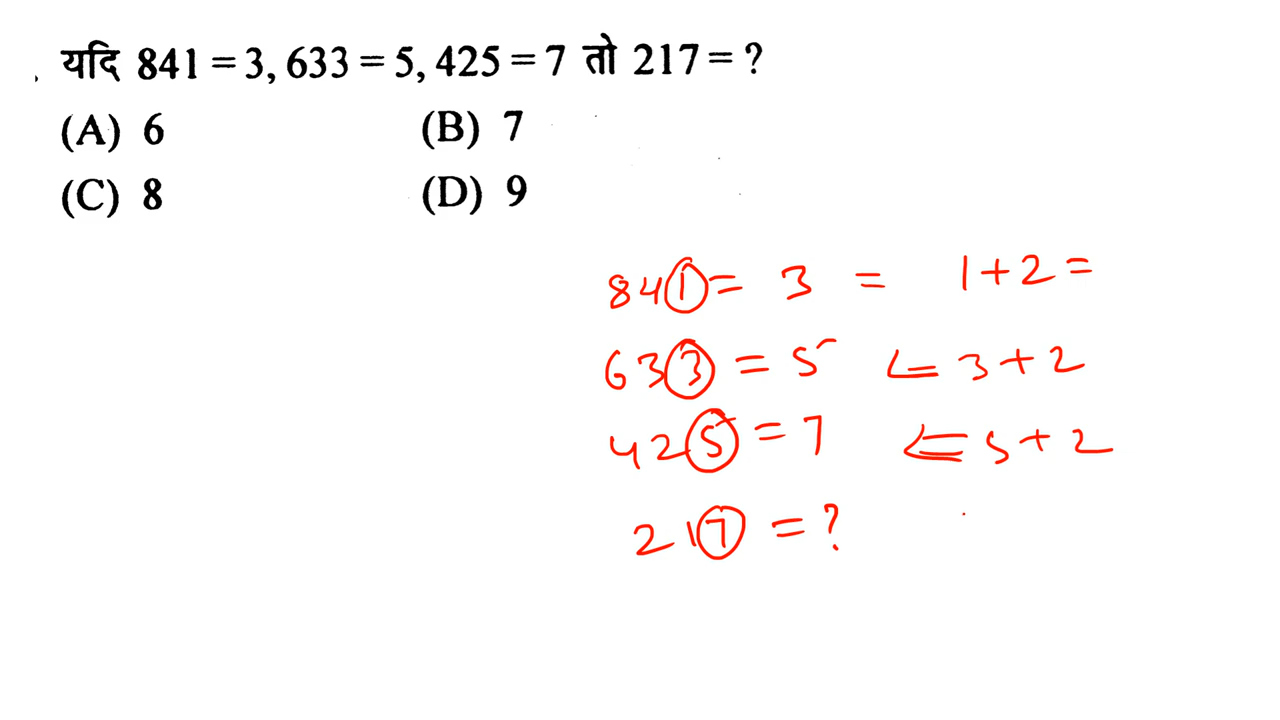 यदि 841 = 3, 633 = 5, 425 = 7 तो 217 = ?
(A) 6 (B) 7
(C) 8 (D) 9
841 = 3 = 1+2 =
633 = 5 ⇐ 3+2
425 = 7 ⇐ 5+2
217 = ?